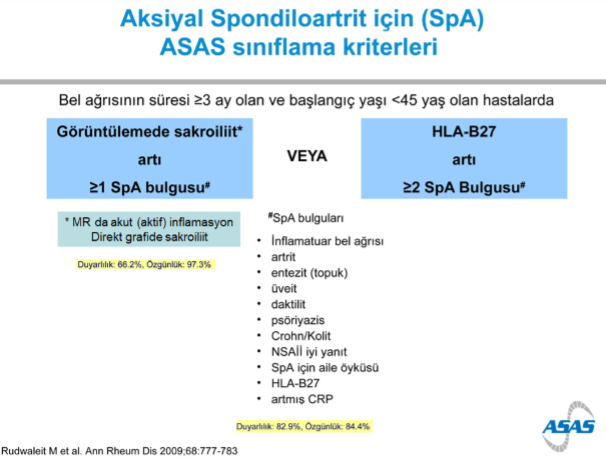 Aksiyal Spondiloartrit için (SpA)
ASAS sınıflama kriterleri
Bel ağrısının süresi ≥3 ay olan ve başlangıç yaşı <45 yaş olan hastalarda
Görüntülemede sakroiliit*
artı
≥1 SpA bulgusu#
VEYA
HLA-B27
artı
≥2 SpA Bulgusu#
* MR da akut (aktif) inflamasyon
Direkt grafide sakroiliit
Duyarlılık: 66.2%, Özgünlük: 97.3%
#SpA bulguları
• İnflamatuar bel ağrısı
• artrit
• entezit (topuk)
• üveit
• daktilit
• psöriyazis
• Crohn/Kolit
• NSAİİ iyi yanıt
• SpA için aile öyküsü
• HLA-B27
• artmış CRP
Duyarlılık: 82.9%, Özgünlük: 84.4%
ASAS
Rudwaleit M et al. Ann Rheum Dis 2009;68:777-783